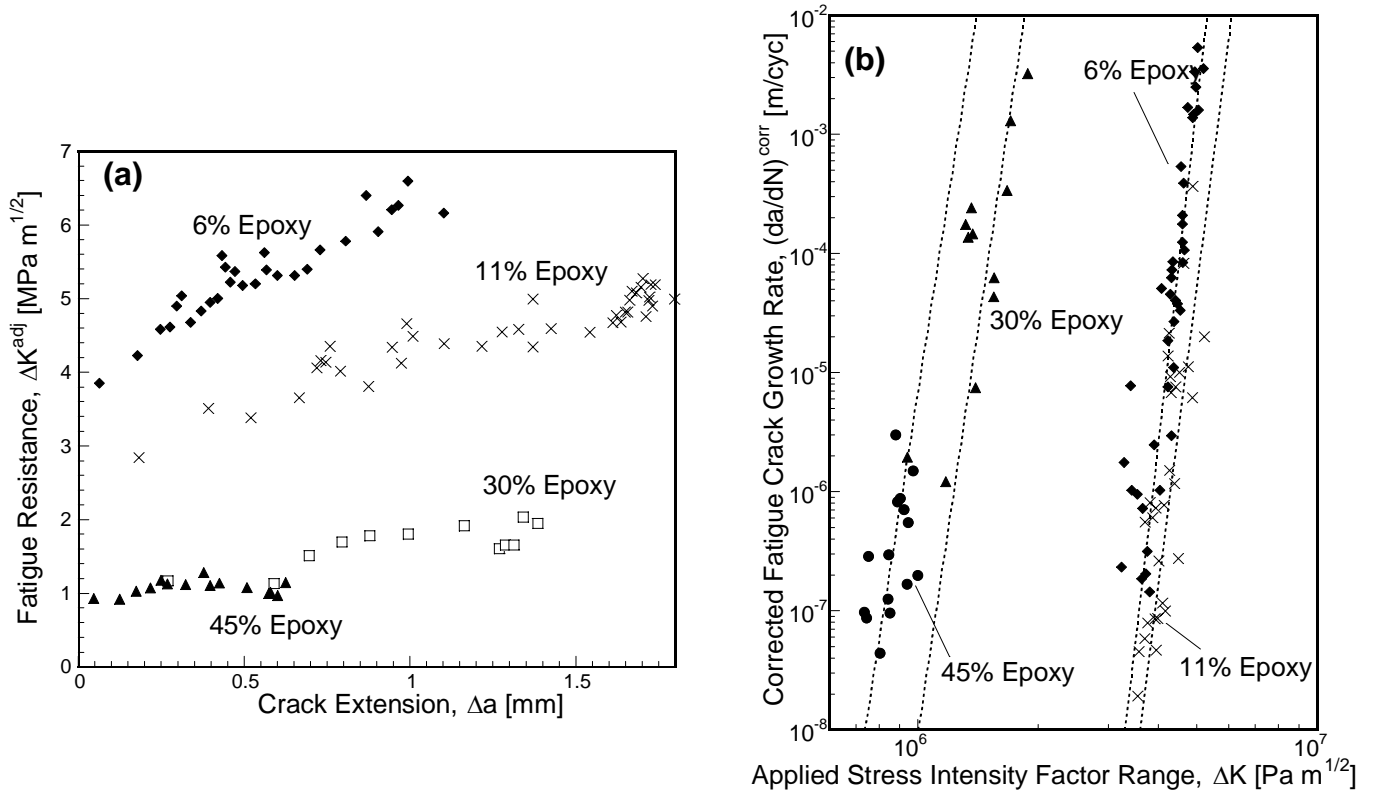 (a)
Fatigue Resistance, ΔK^adj [MPa m^1/2]
7
6
5
4
3
2
1
0
6% Epoxy
11% Epoxy
30% Epoxy
45% Epoxy
0
0.5
1
1.5
Crack Extension, Δa [mm]
(b)
Corrected Fatigue Crack Growth Rate, (da/dN)^corr [m/cyc]
10^-2
10^-3
10^-4
10^-5
10^-6
10^-7
10^-8
6% Epoxy
30% Epoxy
45% Epoxy
11% Epoxy
10^6
10^7
Applied Stress Intensity Factor Range, ΔK [Pa m^1/2]